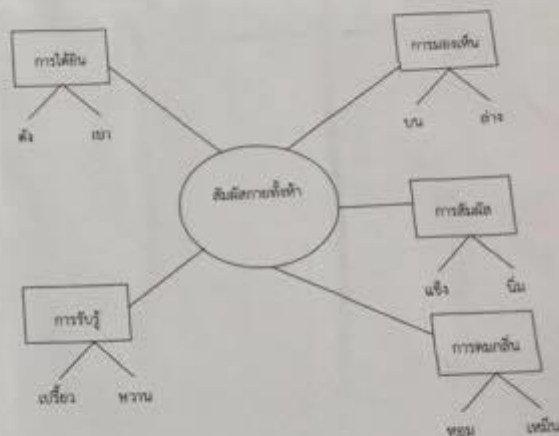 การได้ยิน
การมองเห็น
ดัง
เบา
บน
ล่าง
สัมผัสกายทั้งห้า
การสัมผัส
แข็ง
นิ่ม
การรับรู้
เปรี้ยว
หวาน
การดมกลิ่น
หอม
เหม็น